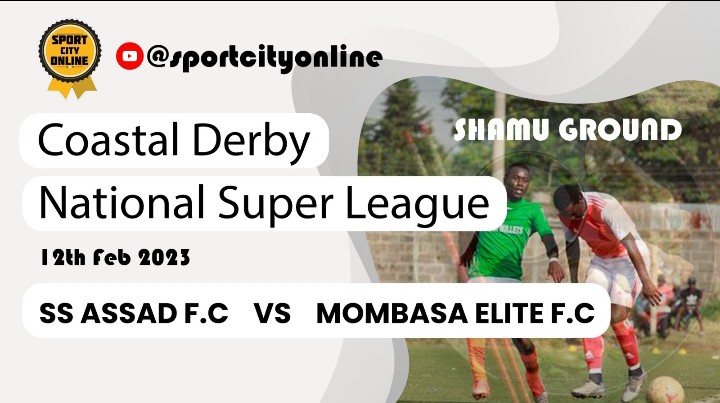 SPORT
CITY
ONLINE
@sportcityonline
SHAMU GROUND
Coastal Derby
National Super League
12th Feb 2023
SS ASSAD F.C VS MOMBASA ELITE F.C